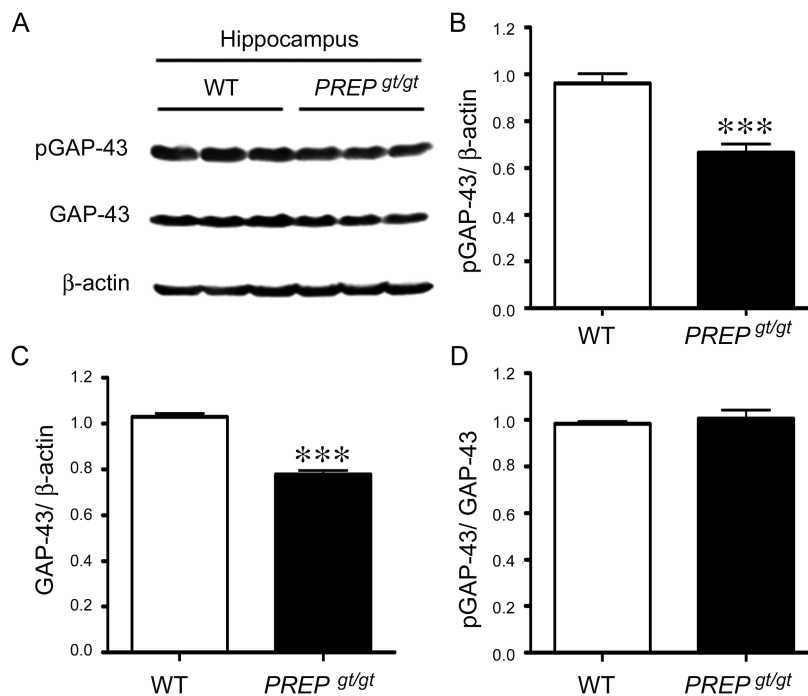 A
Hippocampus
WT PREP gt/gt
pGAP-43
GAP-43
β-actin
B
pGAP-43/ β-actin
1.2
1.0
0.8
0.6
0.4
0.2
0.0
***
WT PREP gt/gt
C
GAP-43/ β-actin
1.2
1.0
0.8
0.6
0.4
0.2
0.0
***
WT PREP gt/gt
D
pGAP-43/ GAP-43
1.2
1.0
0.8
0.6
0.4
0.2
0.0
WT PREP gt/gt